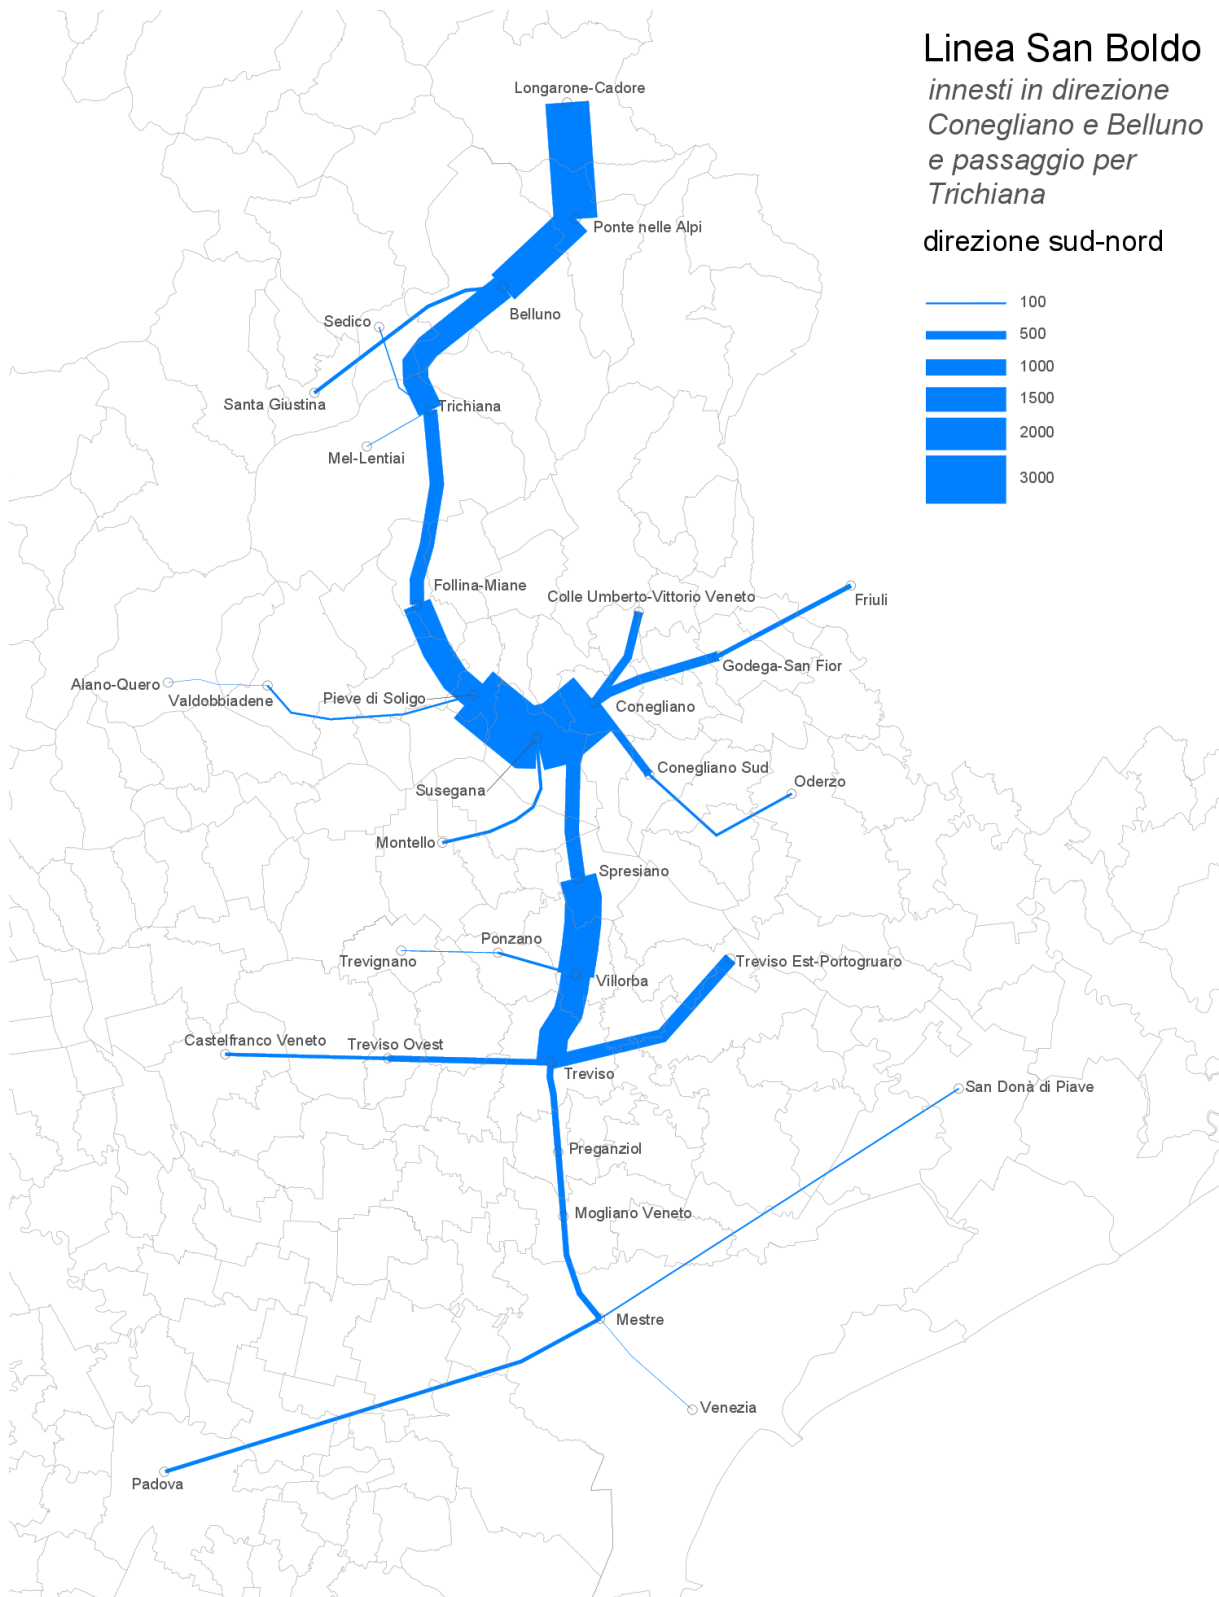 Linea San Boldo
innesti in direzione
Conegliano e Belluno
e passaggio per
Trichiana
direzione sud-nord
100
500
1000
1500
2000
3000
Longarone-Cadore
Ponte nelle Alpi
Belluno
Sedico
Santa Giustina
Trichiana
Mel-Lentiai
Follina-Miane
Colle Umberto-Vittorio Veneto
Friuli
Godega-San Fior
Alano-Quero
Valdobbiadene
Pieve di Soligo
Conegliano
Conegliano Sud
Oderzo
Susegana
Montello
Spresiano
Ponzano
Trevignano
Villorba
Treviso Est-Portogruaro
Castelfranco Veneto
Treviso Ovest
Treviso
San Donà di Piave
Preganziol
Mogliano Veneto
Mestre
Venezia
Padova